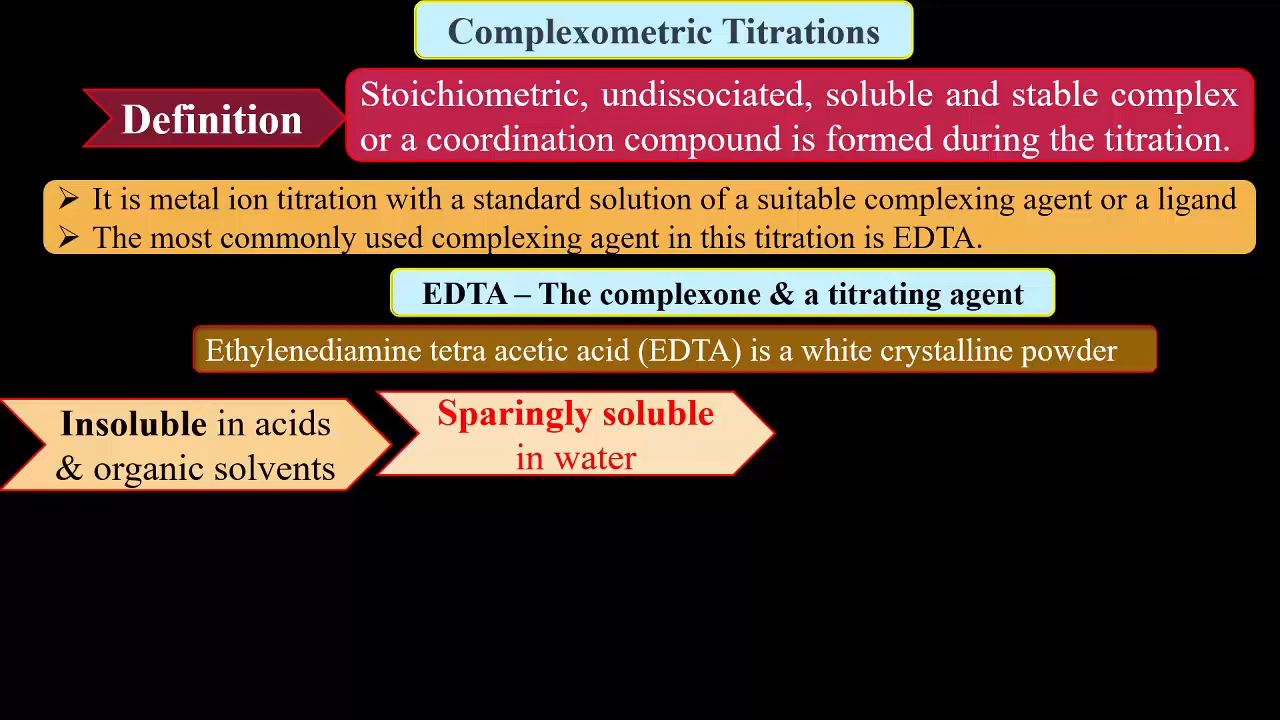 Complexometric Titrations
Definition
Stoichiometric, undissociated, soluble and stable complex
or a coordination compound is formed during the titration.
➢ It is metal ion titration with a standard solution of a suitable complexing agent or a ligand
➢ The most commonly used complexing agent in this titration is EDTA.
EDTA – The complexone & a titrating agent
Ethylenediamine tetra acetic acid (EDTA) is a white crystalline powder
Insoluble in acids
& organic solvents
Sparingly soluble
in water